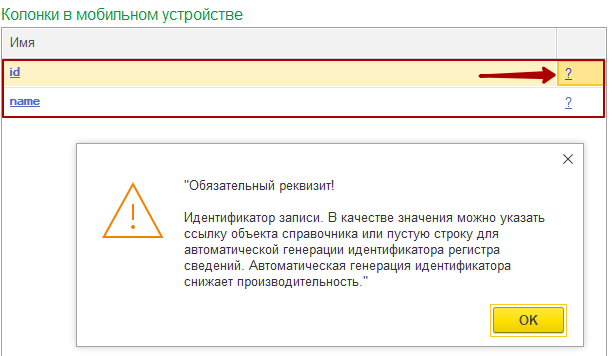 Колонки в мобильном устройстве
Имя
id ?
name ?
"Обязательный реквизит!
Идентификатор записи. В качестве значения можно указать
ссылку объекта справочника или пустую строку для
автоматической генерации идентификатора регистра
сведений. Автоматическая генерация идентификатора
снижает производительность."
ОК